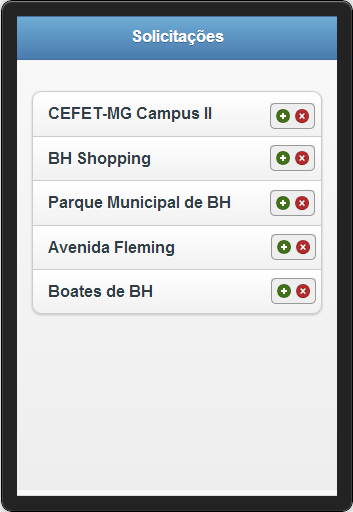 Solicitações
CEFET-MG Campus II
BH Shopping
Parque Municipal de BH
Avenida Fleming
Boates de BH